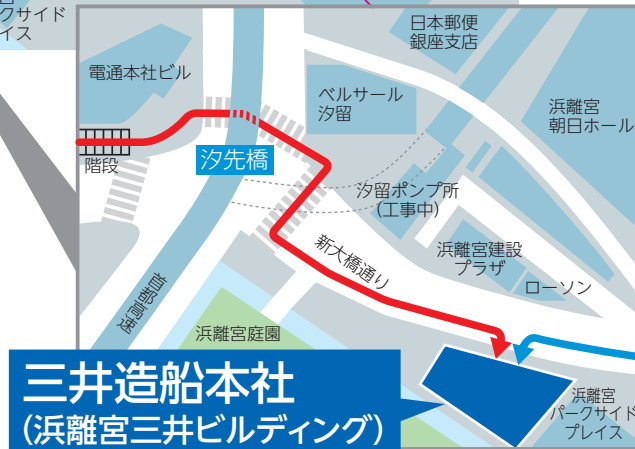 クサイド
イス
日本郵便
銀座支店
電通本社ビル
ベルサール
汐留
浜離宮
朝日ホール
階段
汐先橋
汐留ポンプ所
(工事中)
新大橋通り
浜離宮建設
プラザ
ローソン
首都高速
浜離宮庭園
三井造船本社
(浜離宮三井ビルディング)
浜離宮
パークサイド
プレイス